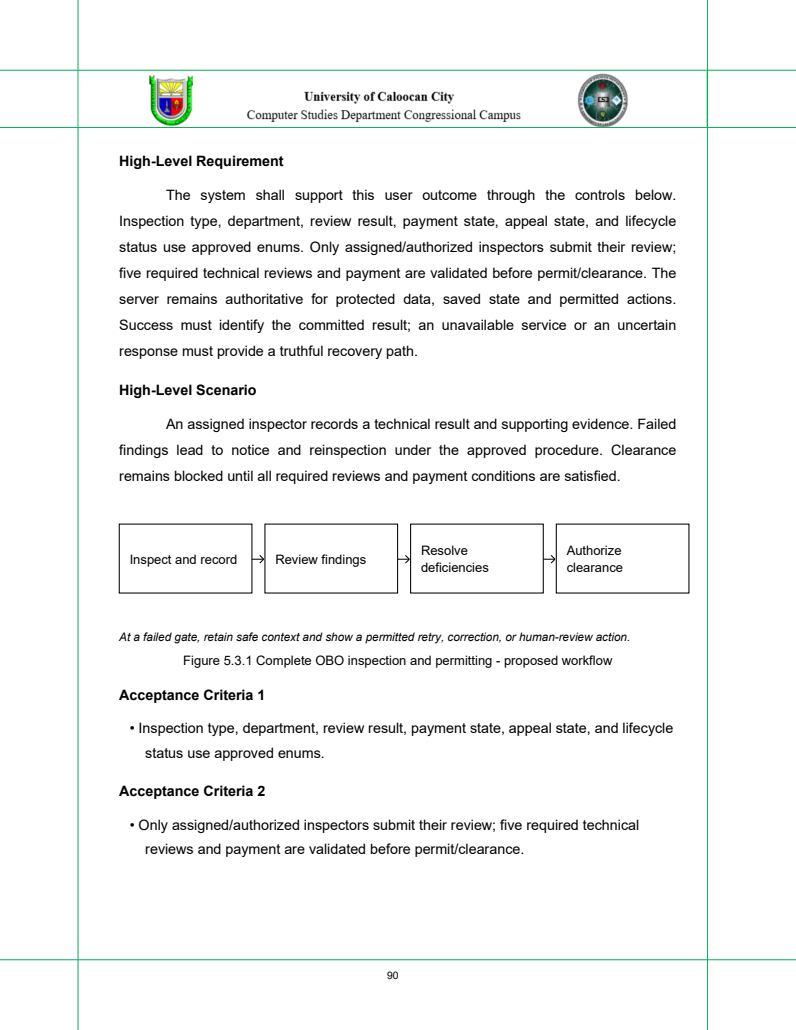 University of Caloocan City
Computer Studies Department Congressional Campus
High-Level Requirement
The system shall support this user outcome through the controls below.
Inspection type, department, review result, payment state, appeal state, and lifecycle
status use approved enums. Only assigned/authorized inspectors submit their review;
five required technical reviews and payment are validated before permit/clearance. The
server remains authoritative for protected data, saved state and permitted actions.
Success must identify the committed result; an unavailable service or an uncertain
response must provide a truthful recovery path.
High-Level Scenario
An assigned inspector records a technical result and supporting evidence. Failed
findings lead to notice and reinspection under the approved procedure. Clearance
remains blocked until all required reviews and payment conditions are satisfied.
Inspect and record
Review findings
Resolve
deficiencies
Authorize
clearance
At a failed gate, retain safe context and show a permitted retry, correction, or human-review action.
Figure 5.3.1 Complete OBO inspection and permitting - proposed workflow
Acceptance Criteria 1
• Inspection type, department, review result, payment state, appeal state, and lifecycle
status use approved enums.
Acceptance Criteria 2
• Only assigned/authorized inspectors submit their review; five required technical
reviews and payment are validated before permit/clearance.
90